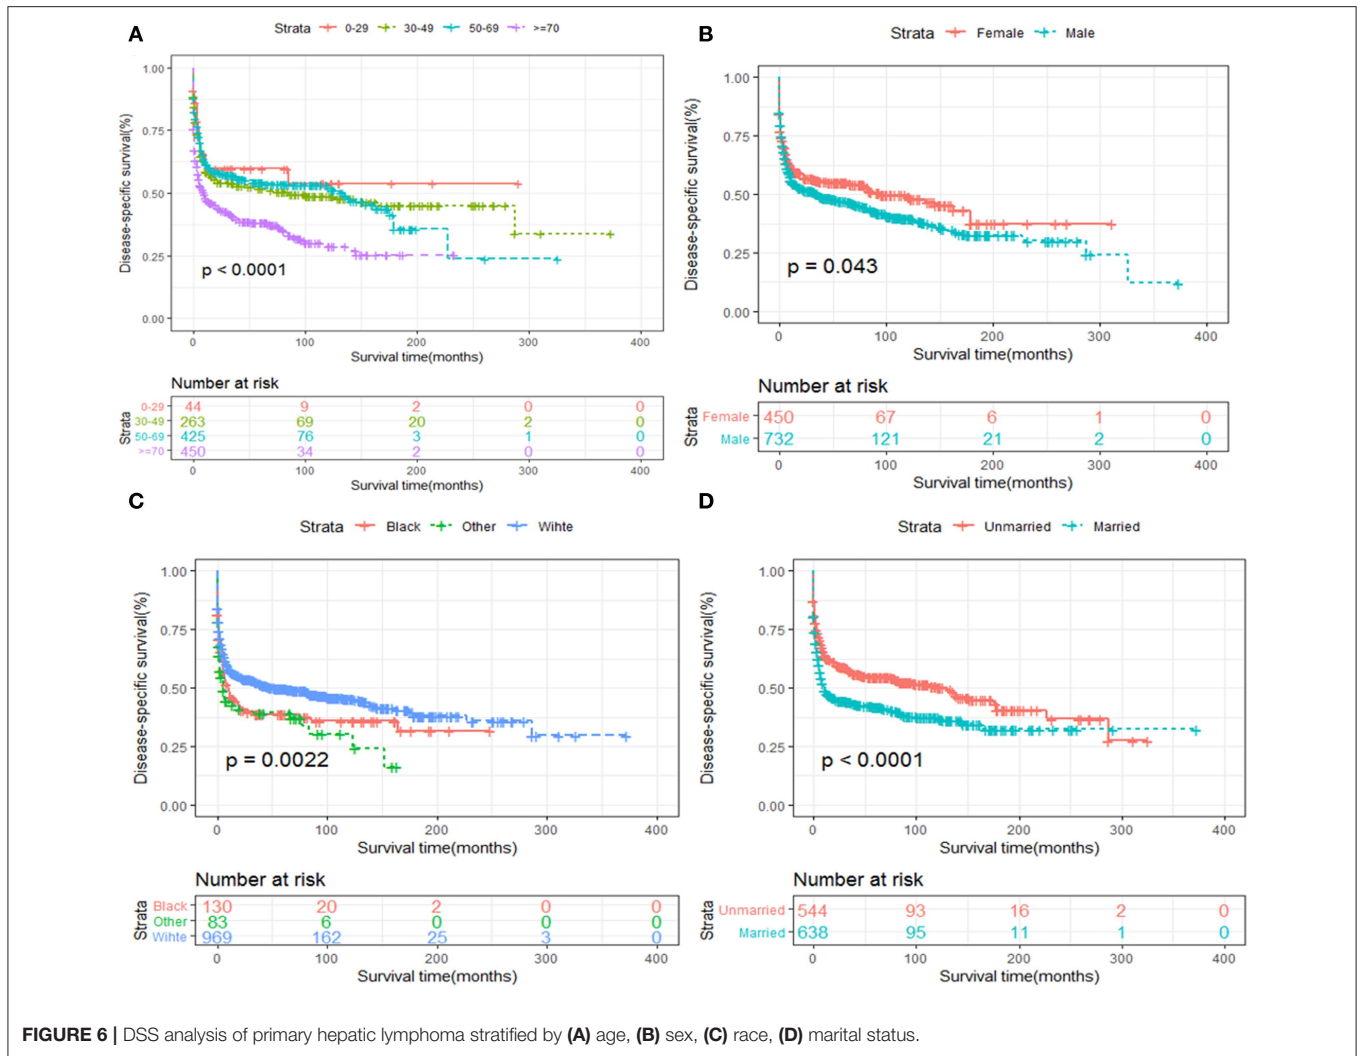 A
Strata 0-29 30-49 50-69 >=70
Disease-specific survival(%)
1.00
0.75
0.50
0.25
0.00
p < 0.0001
0 100 200 300 400
Survival time(months)
Number at risk
Strata
0-29 44 9 2 0 0
30-49 263 69 20 2 0
50-69 425 76 3 1 0
>=70 450 34 2 0 0
0 100 200 300 400
Survival time(months)
B
Strata Female Male
Disease-specific survival(%)
1.00
0.75
0.50
0.25
0.00
p = 0.043
0 100 200 300 400
Survival time(months)
Number at risk
Strata
Female 450 67 6 1 0
Male 732 121 21 2 0
0 100 200 300 400
Survival time(months)
C
Strata Black Other Wihte
Disease-specific survival(%)
1.00
0.75
0.50
0.25
0.00
p = 0.0022
0 100 200 300 400
Survival time(months)
Number at risk
Strata
Black 130 20 2 0 0
Other 83 6 0 0 0
Wihte 969 162 25 3 0
0 100 200 300 400
Survival time(months)
D
Strata Unmarried Married
Disease-specific survival(%)
1.00
0.75
0.50
0.25
0.00
p < 0.0001
0 100 200 300 400
Survival time(months)
Number at risk
Strata
Unmarried 544 93 16 2 0
Married 638 95 11 1 0
0 100 200 300 400
Survival time(months)
FIGURE 6 | DSS analysis of primary hepatic lymphoma stratified by (A) age, (B) sex, (C) race, (D) marital status.